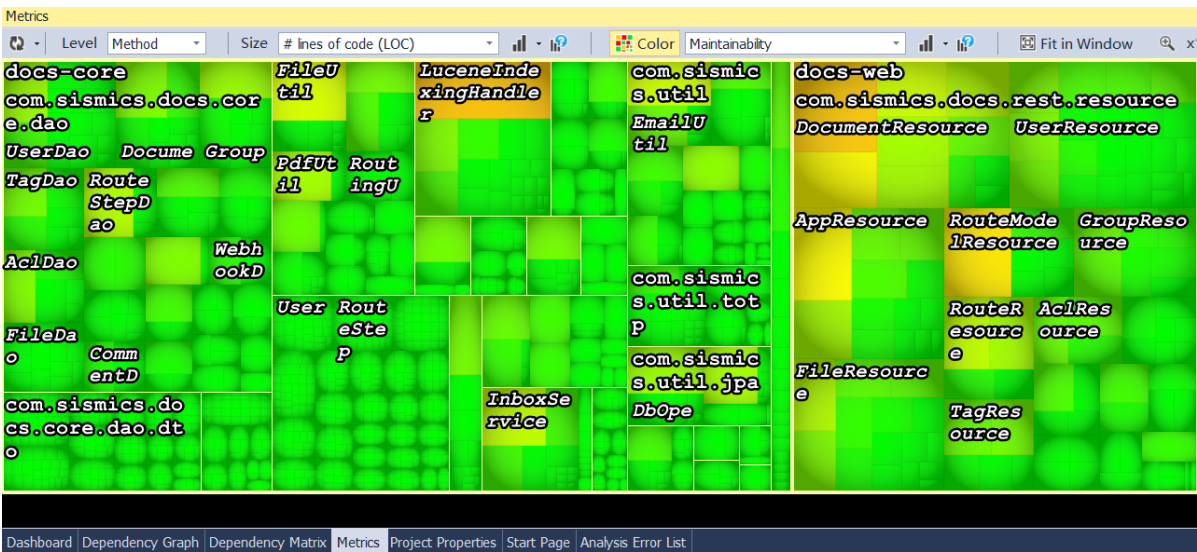 Metrics
Level Method Size # lines of code (LOC) Color Maintainability Fit in Window
docs-core
com.sismics.docs.cor
e.dao
UserDao Docume Group
TagDao Route
StepD
ao
AclDao
Webh
ookD
FileDa
o
Comm
entD
com.sismics.do
cs.core.dao.dt
o
FileU
til
PdfUt
il
Rout
ingU
User Rout
eSte
p
LuceneInde
xingHandle
r
InboxSe
rvice
com.sismic
s.util
EmailU
til
com.sismic
s.util.tot
p
com.sismic
s.util.jpa
DbOpe
docs-web
com.sismics.docs.rest.resource
DocumentResource UserResource
AppResource
RouteMode
lResource
GroupReso
urce
RouteR
esourc
e
AclRes
ource
FileResourc
e
TagRes
ource
Dashboard Dependency Graph Dependency Matrix Metrics Project Properties Start Page Analysis Error List